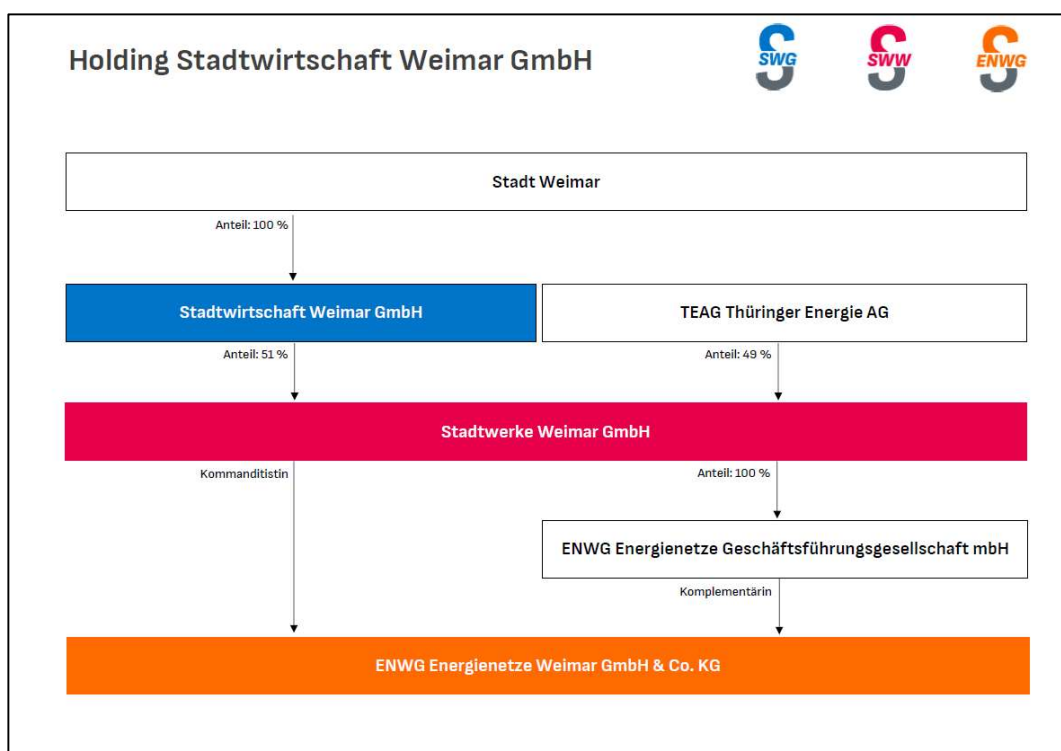 Holding Stadtwirtschaft Weimar GmbH
SWG
SWW
ENWG
Stadt Weimar
Anteil: 100 %
Stadtwirtschaft Weimar GmbH
TEAG Thüringer Energie AG
Anteil: 51 %
Anteil: 49 %
Stadtwerke Weimar GmbH
Kommanditistin
Anteil: 100 %
ENWG Energienetze Geschäftsführungsgesellschaft mbH
Komplementärin
ENWG Energienetze Weimar GmbH & Co. KG